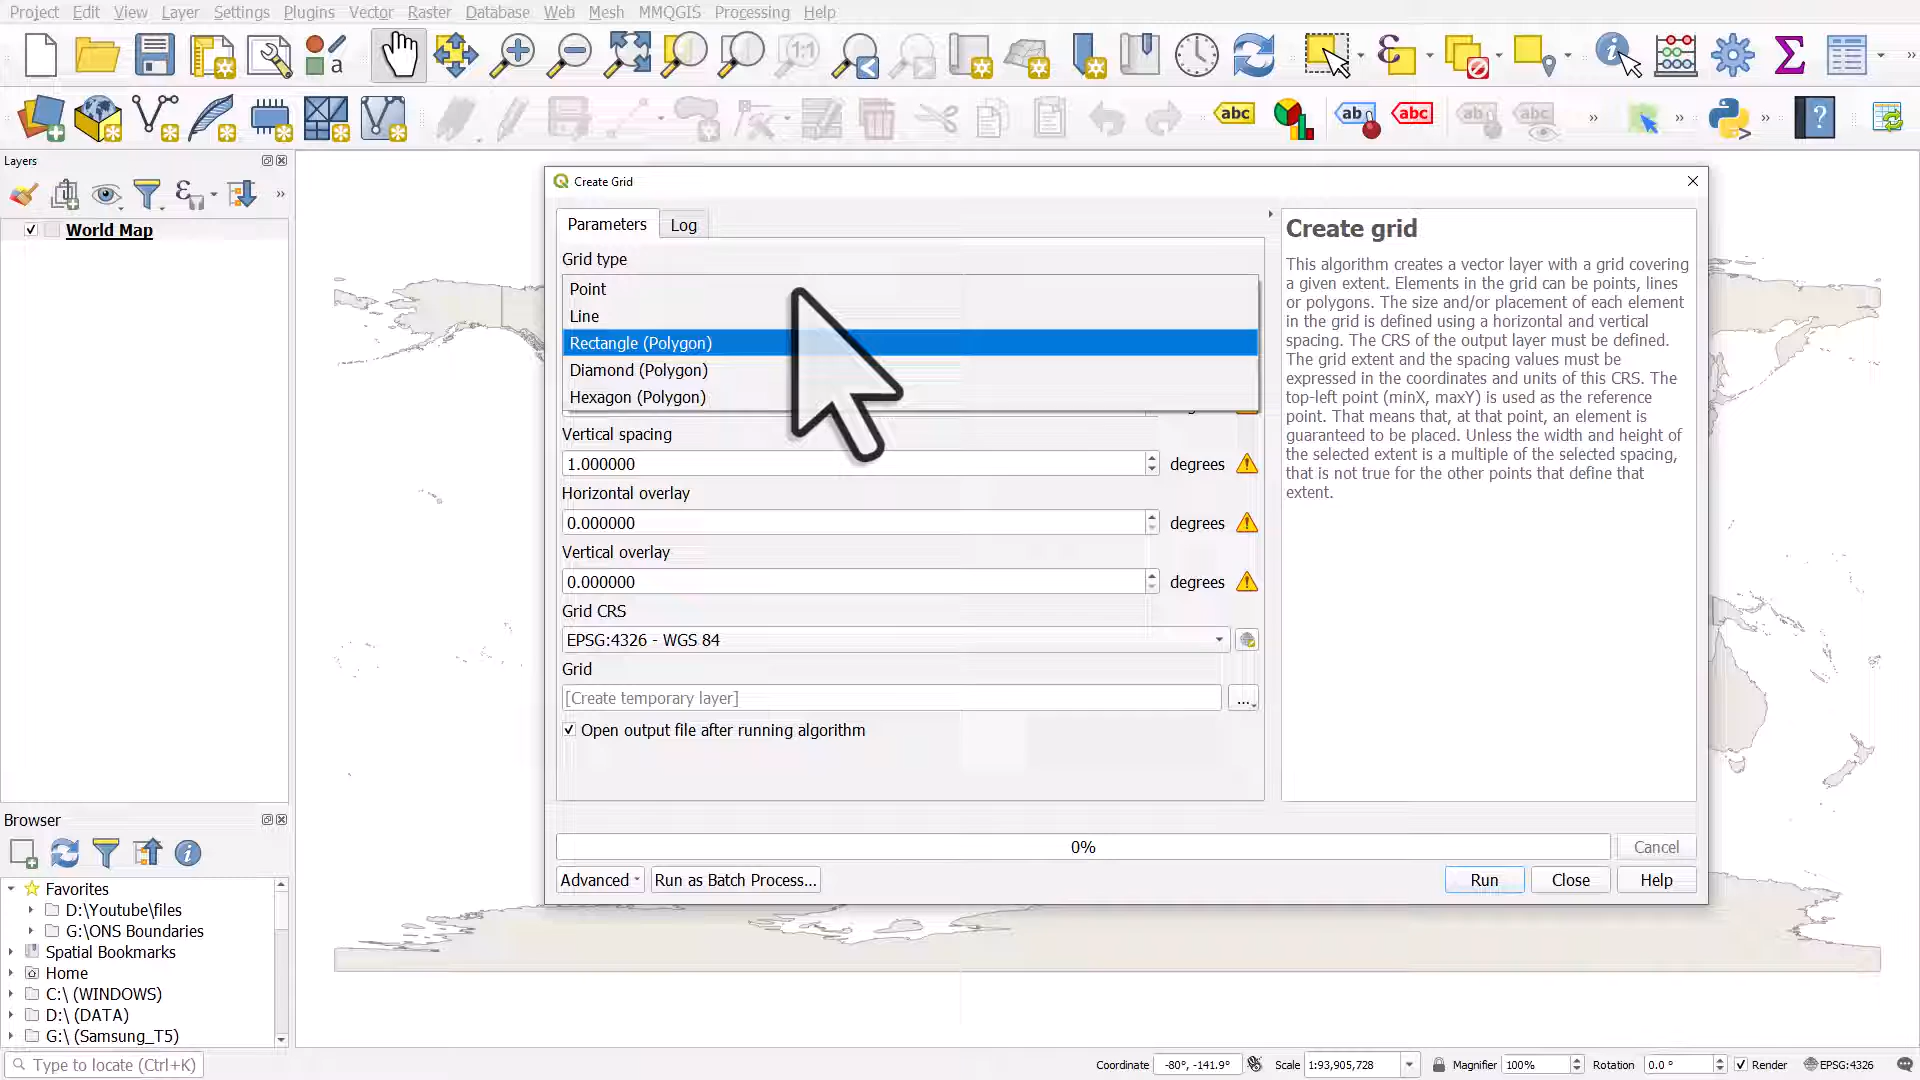 Project Edit View Layer Settings Plugins Vector Raster Database Web Mesh MMQGIS Processing Help
a
1:1
abc
ab
abc
ab
abc
?
Layers
World Map
Create Grid
Parameters Log
Grid type
Point
Line
Rectangle (Polygon)
Diamond (Polygon)
Hexagon (Polygon)
Vertical spacing
1.000000 degrees
Horizontal overlay
0.000000 degrees
Vertical overlay
0.000000 degrees
Grid CRS
EPSG:4326 - WGS 84
Grid
[Create temporary layer] ...
Open output file after running algorithm
Create grid
This algorithm creates a vector layer with a grid covering
a given extent. Elements in the grid can be points, lines
or polygons. The size and/or placement of each element
in the grid is defined using a horizontal and vertical
spacing. The CRS of the output layer must be defined.
The grid extent and the spacing values must be
expressed in the coordinates and units of this CRS. The
top-left point (minX, maxY) is used as the reference
point. That means that, at that point, an element is
guaranteed to be placed. Unless the width and height of
the selected extent is a multiple of the selected spacing,
that is not true for the other points that define that
extent.
0% Cancel
Advanced Run as Batch Process... Run Close Help
Browser
Favorites
D:\Youtube\files
G:\ONS Boundaries
Spatial Bookmarks
Home
C:\ (WINDOWS)
D:\ (DATA)
G:\ (Samsung_T5)
Type to locate (Ctrl+K) Coordinate -80°, -141.9° Scale 1:93,905,728 Magnifier 100% Rotation 0.0 ° Render EPSG:4326